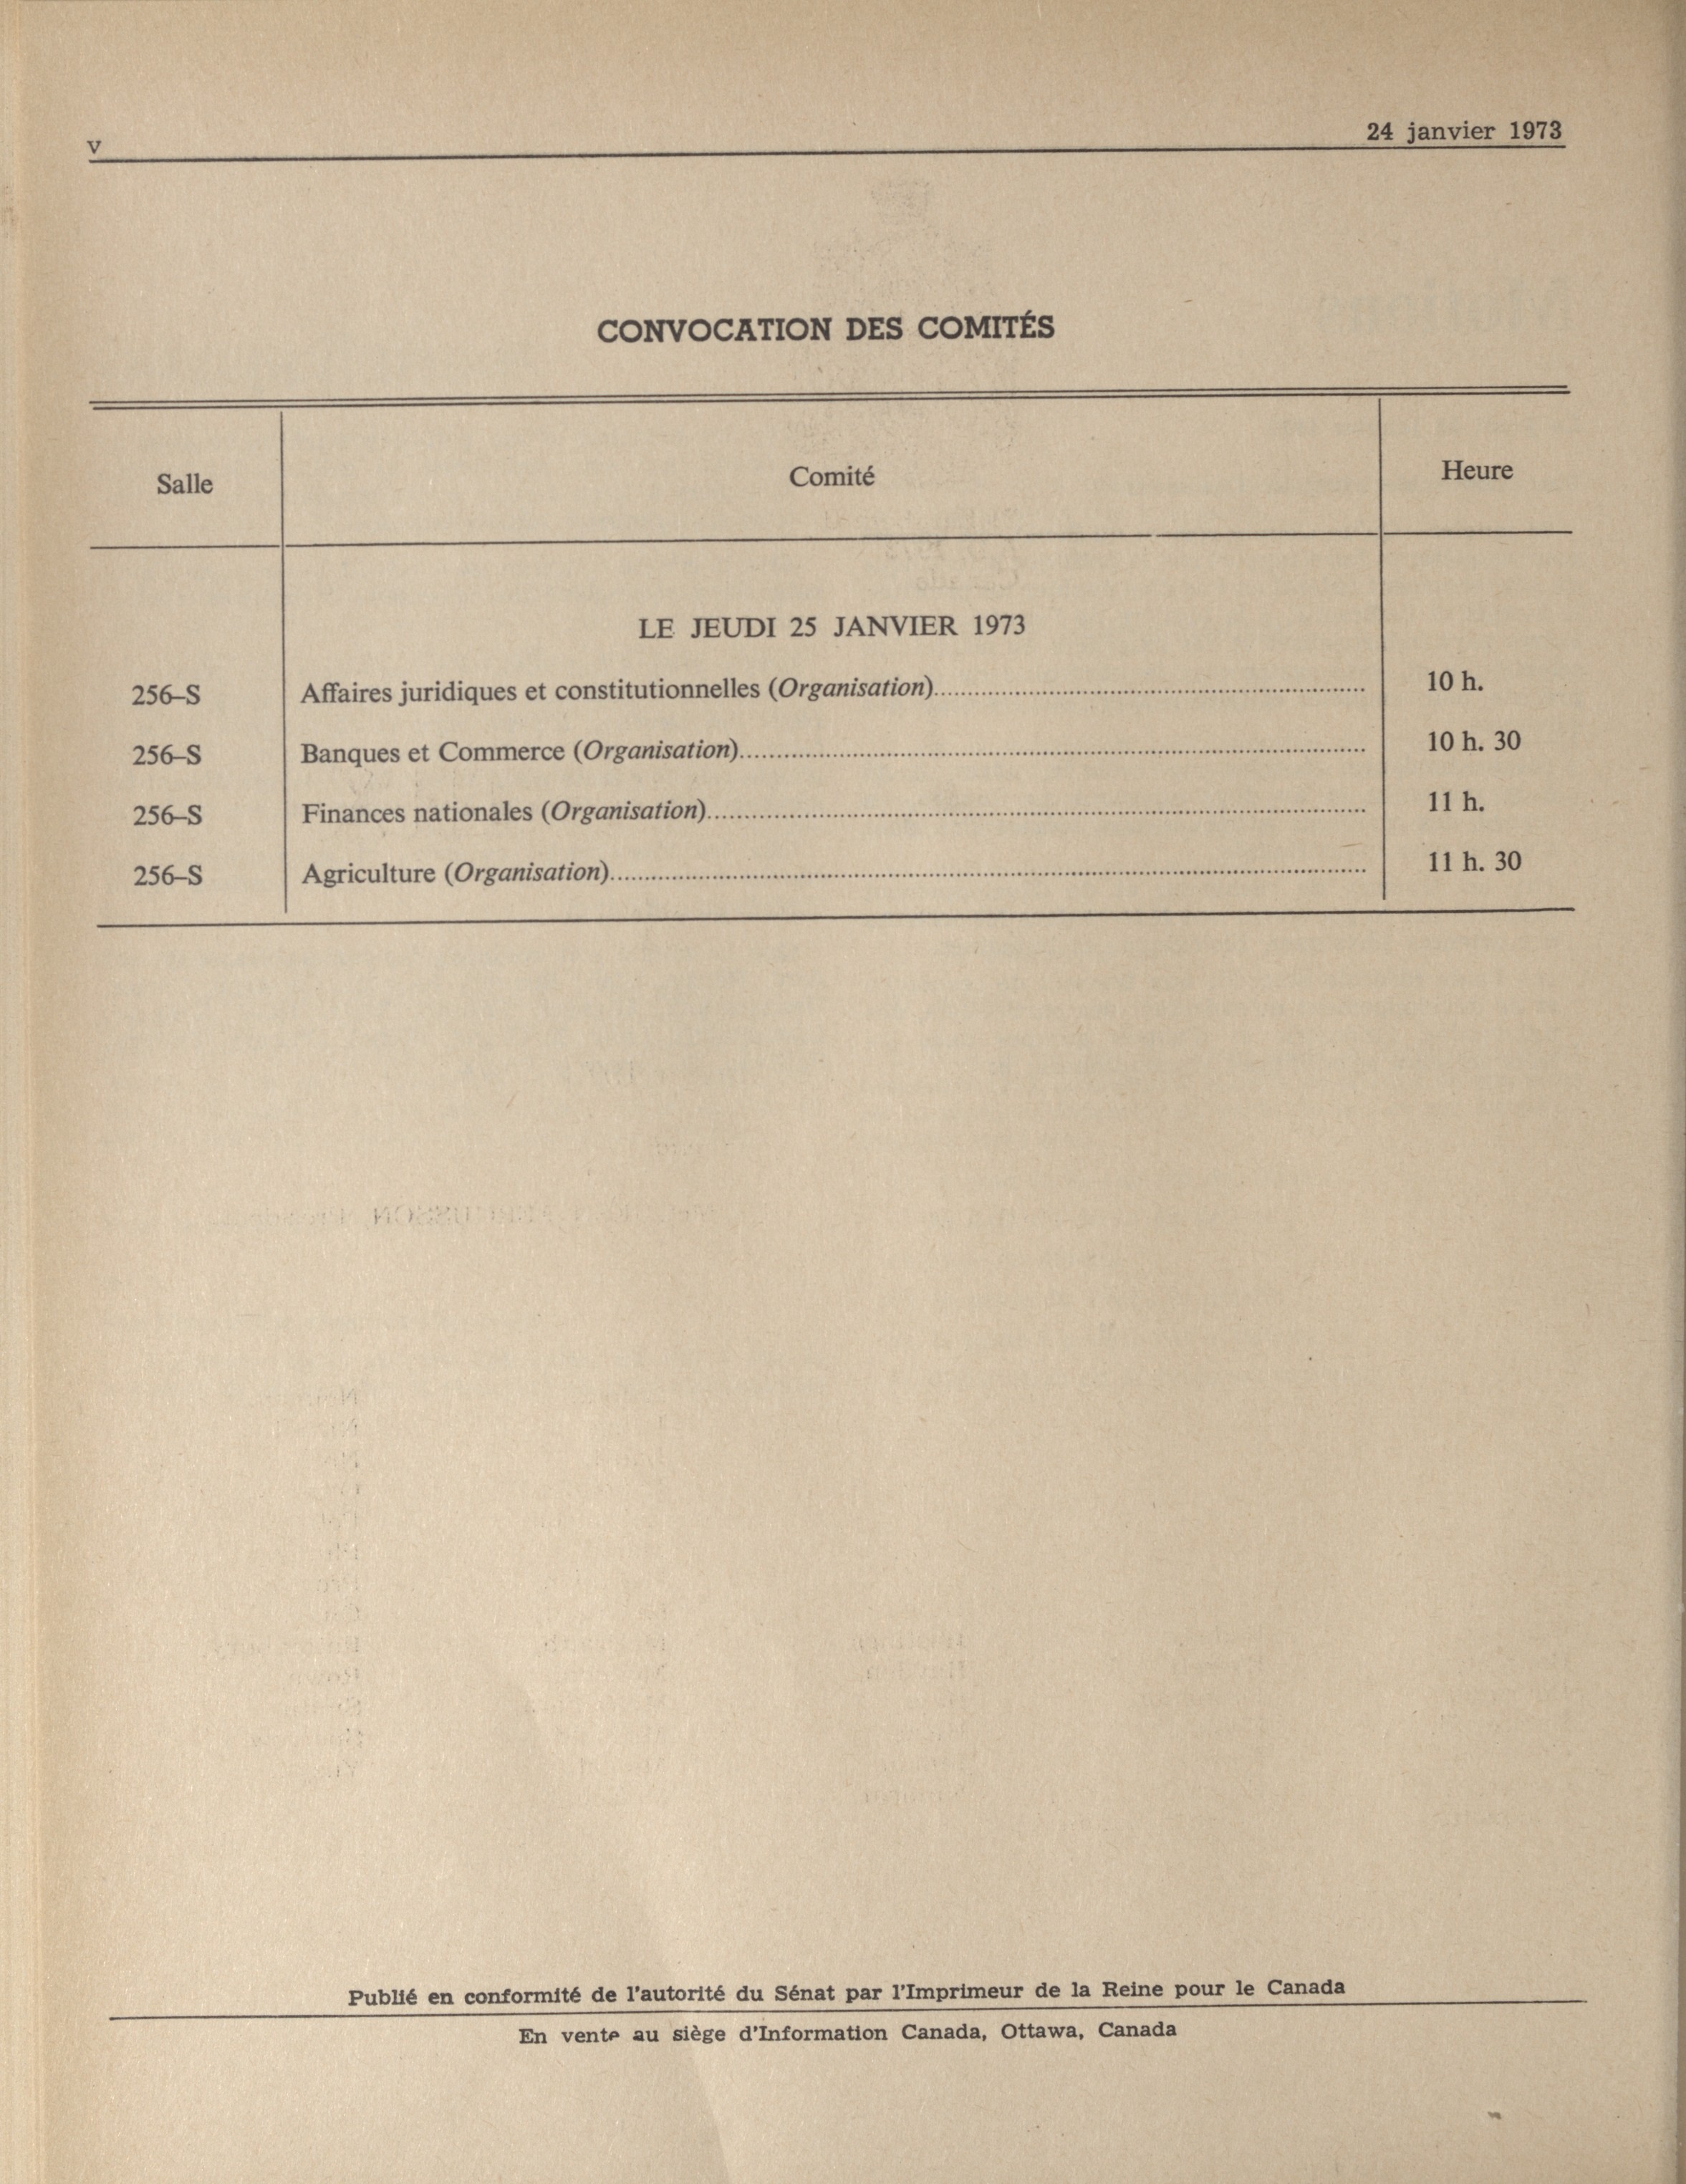 v 24 janvier 1973
CONVOCATION DES COMITÉS
Salle Comité Heure
LE JEUDI 25 JANVIER 1973
256–S Affaires juridiques et constitutionnelles (Organisation) 10 h.
256–S Banques et Commerce (Organisation) 10 h. 30
256–S Finances nationales (Organisation) 11 h.
256–S Agriculture (Organisation) 11 h. 30
Publié en conformité de l'autorité du Sénat par l'Imprimeur de la Reine pour le Canada
En vente au siège d'Information Canada, Ottawa, Canada